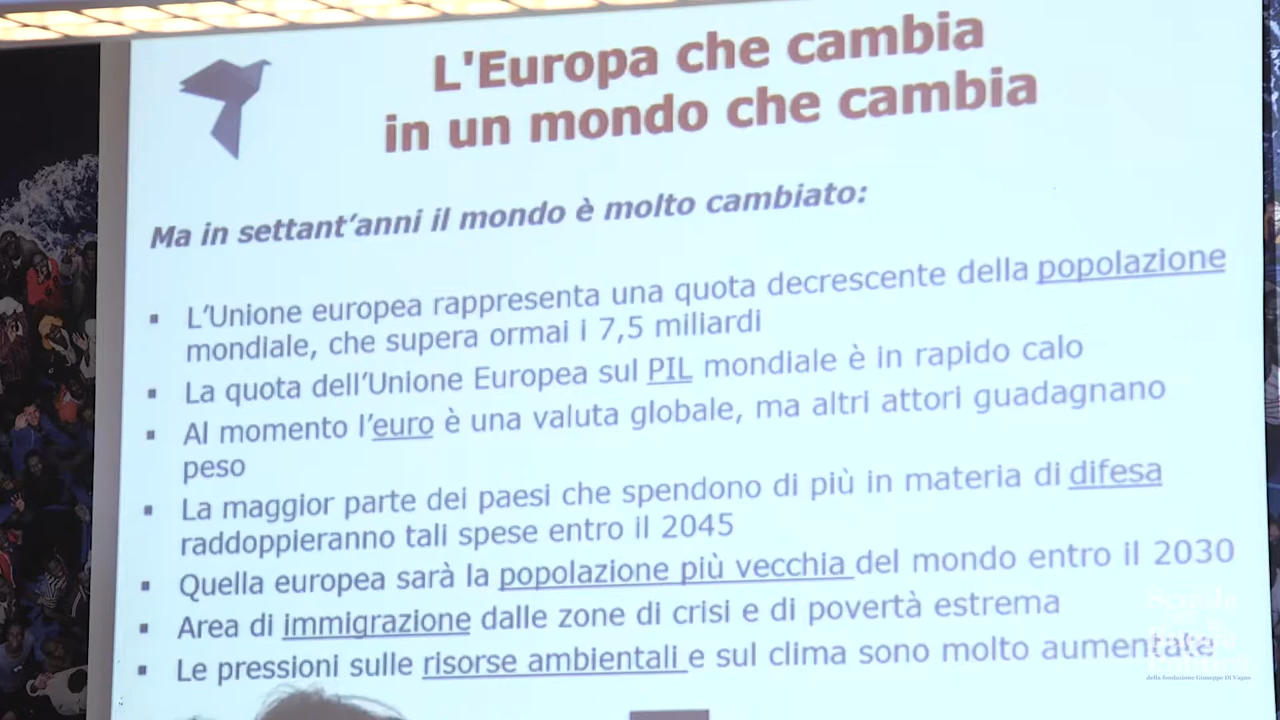 L'Europa che cambia
in un mondo che cambia
Ma in settant'anni il mondo è molto cambiato:
▪ L'Unione europea rappresenta una quota decrescente della popolazione
mondiale, che supera ormai i 7,5 miliardi
▪ La quota dell'Unione Europea sul PIL mondiale è in rapido calo
▪ Al momento l'euro è una valuta globale, ma altri attori guadagnano
peso
▪ La maggior parte dei paesi che spendono di più in materia di difesa
raddoppieranno tali spese entro il 2045
▪ Quella europea sarà la popolazione più vecchia del mondo entro il 2030
▪ Area di immigrazione dalle zone di crisi e di povertà estrema
▪ Le pressioni sulle risorse ambientali e sul clima sono molto aumentate
della fondazione Giuseppe Di Vagno